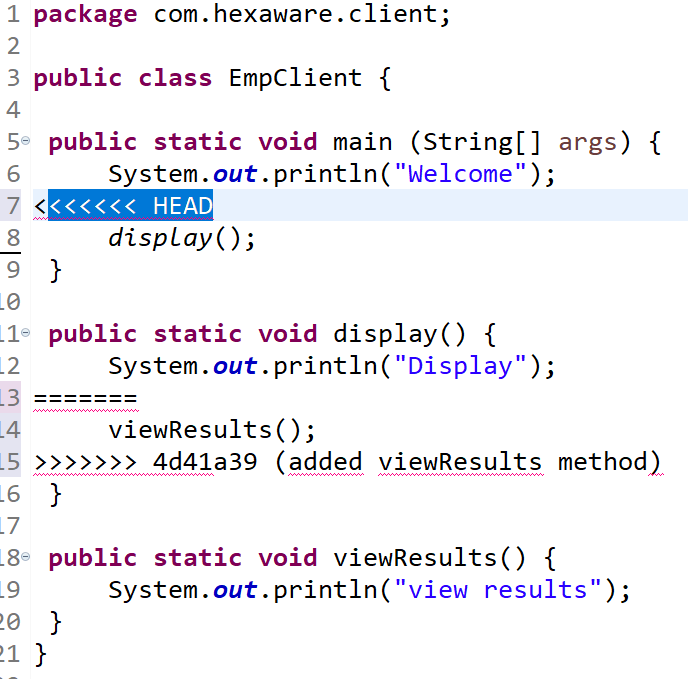 1 package com.hexaware.client;
2
3 public class EmpClient {
4
5 public static void main (String[] args) {
6 System.out.println("Welcome");
7 <<<<<<< HEAD
8 display();
9 }
10
11 public static void display() {
12 System.out.println("Display");
13 =======
14 viewResults();
15 >>>>>>> 4d41a39 (added viewResults method)
16 }
17
18 public static void viewResults() {
19 System.out.println("view results");
20 }
21 }